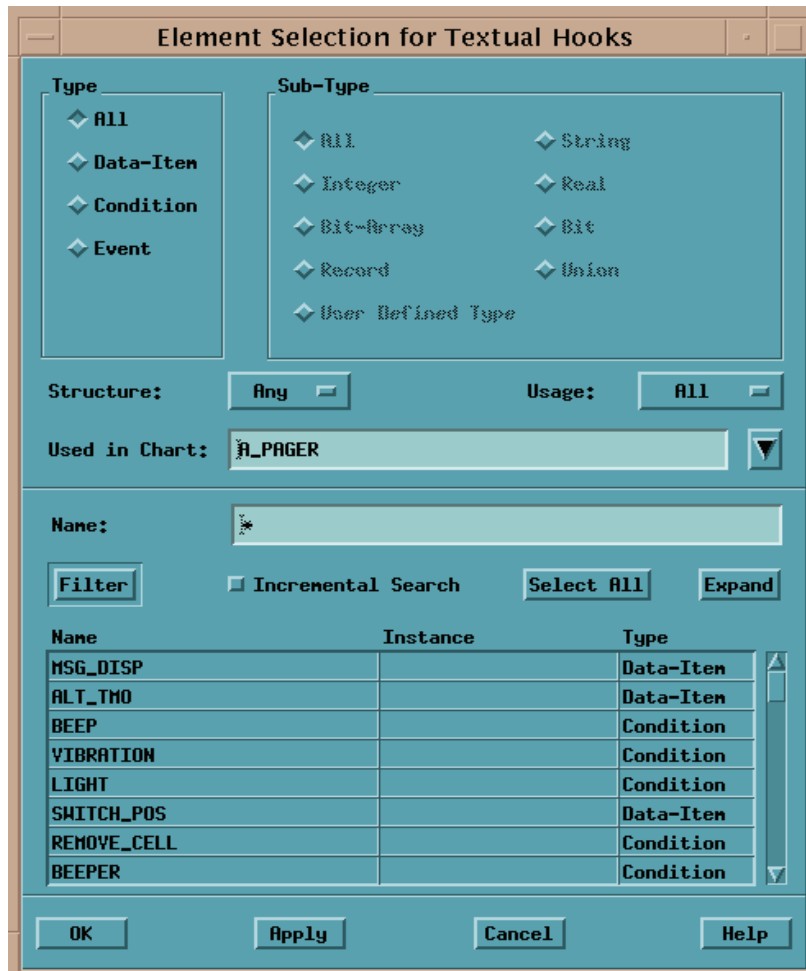 Element Selection for Textual Hooks
Type
Sub-Type
All
Data-Item
Condition
Event
All
String
Integer
Real
Bit-Array
Bit
Record
Union
User Defined Type
Structure: Any Usage: All
Used in Chart: A_PAGER
Name: *
Filter Incremental Search Select All Expand
Name Instance Type
MSG_DISP Data-Item
ALT_TMO Data-Item
BEEP Condition
VIBRATION Condition
LIGHT Condition
SWITCH_POS Data-Item
REMOVE_CELL Condition
BEEPER Condition
OK Apply Cancel Help